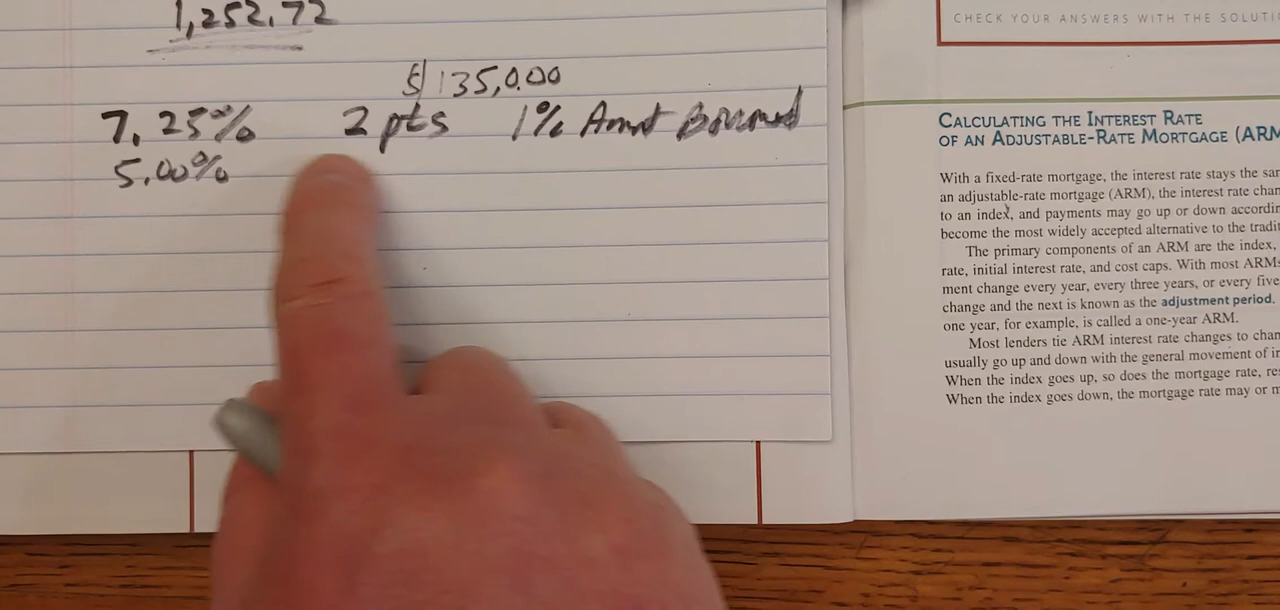 1,252.72
$135,000
7.25% 2 pts 1% Amnt Borrowed
5.00%
CHECK YOUR ANSWERS WITH THE SOLUTI
CALCULATING THE INTEREST RATE
OF AN ADJUSTABLE-RATE MORTGAGE (ARM
With a fixed-rate mortgage, the interest rate stays the sar
an adjustable-rate mortgage (ARM), the interest rate chan
to an index, and payments may go up or down accordin
become the most widely accepted alternative to the tradit
The primary components of an ARM are the index,
rate, initial interest rate, and cost caps. With most ARMs
ment change every year, every three years, or every five
change and the next is known as the adjustment period.
one year, for example, is called a one-year ARM.
Most lenders tie ARM interest rate changes to chan
usually go up and down with the general movement of in
When the index goes up, so does the mortgage rate, res
When the index goes down, the mortgage rate may or m